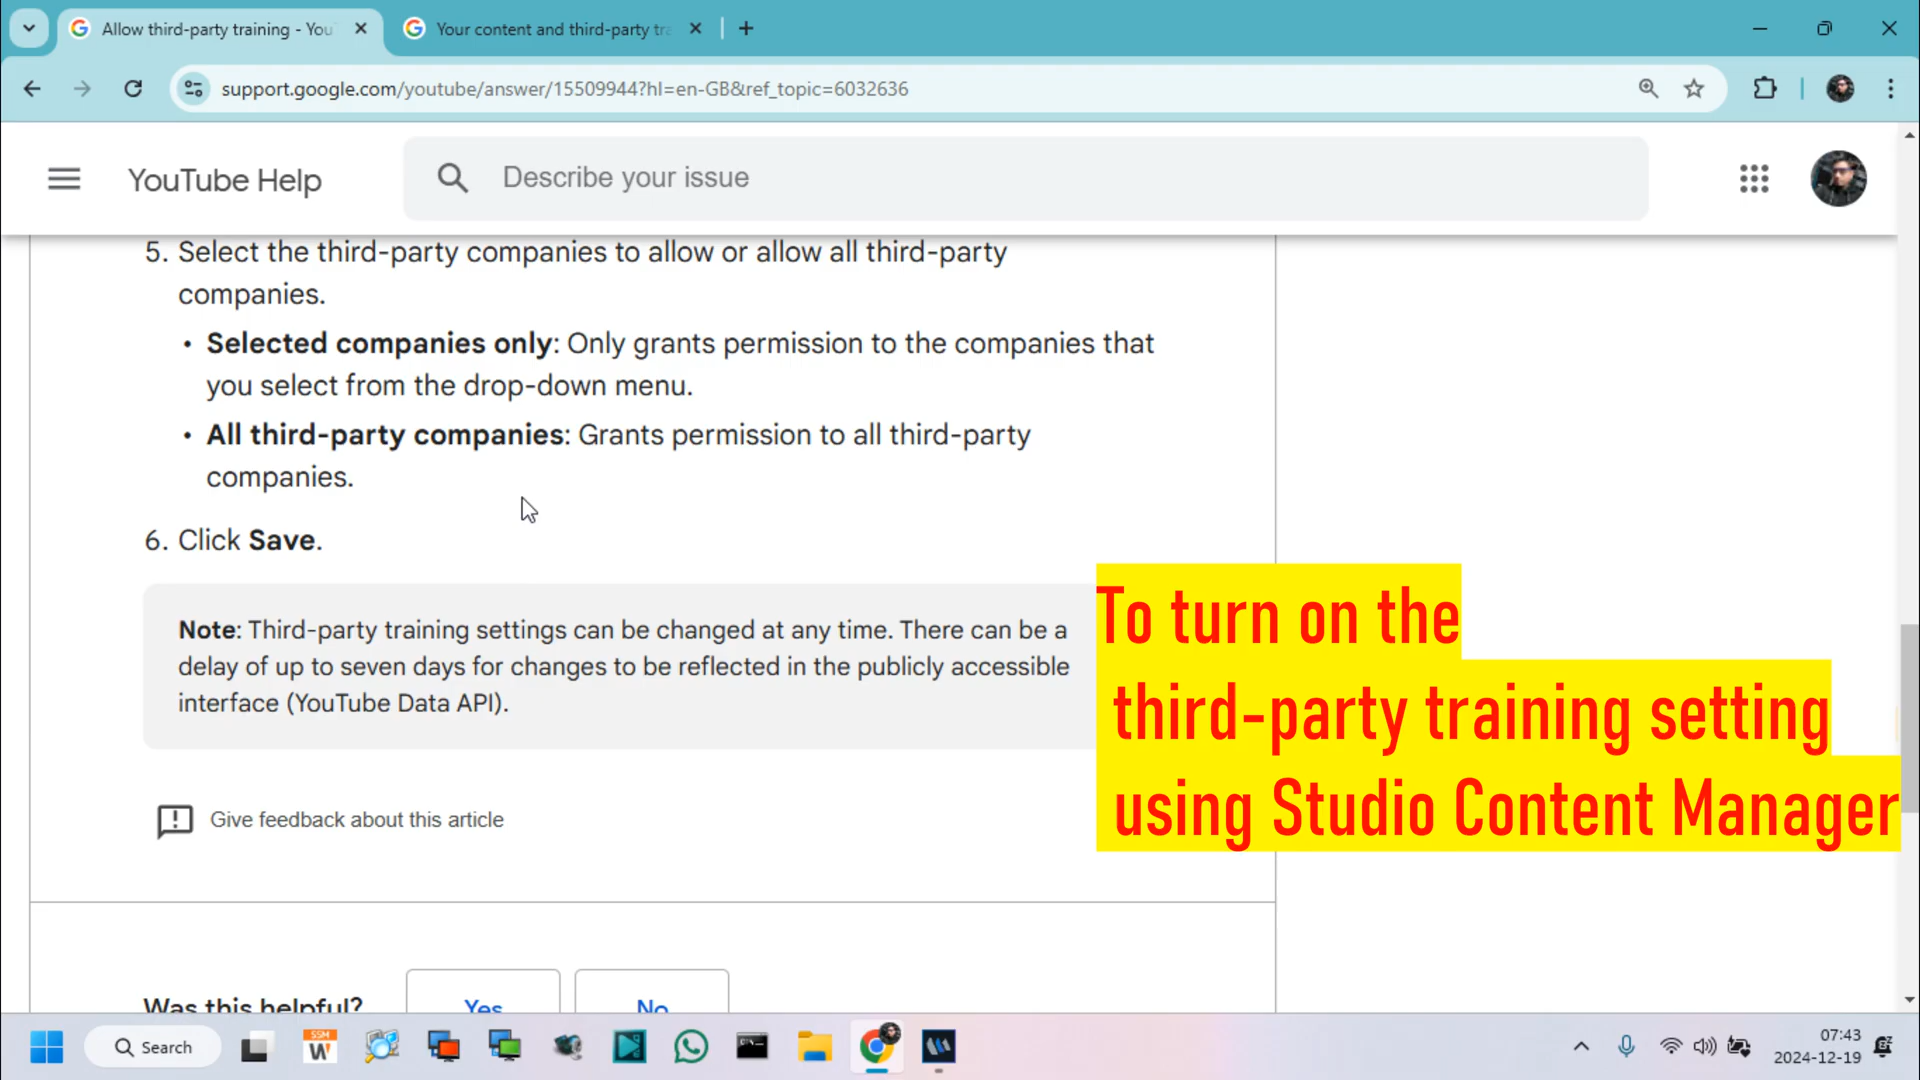 Allow third-party training - You
Your content and third-party tra
support.google.com/youtube/answer/15509944?hl=en-GB&ref_topic=6032636
YouTube Help
Describe your issue
5. Select the third-party companies to allow or allow all third-party
companies.
• Selected companies only: Only grants permission to the companies that
you select from the drop-down menu.
• All third-party companies: Grants permission to all third-party
companies.
6. Click Save.
Note: Third-party training settings can be changed at any time. There can be a
delay of up to seven days for changes to be reflected in the publicly accessible
interface (YouTube Data API).
To turn on the
third-party training setting
using Studio Content Manager
Give feedback about this article
Was this helpful?
Yes
No
Search
SSM
W
07:43
2024-12-19